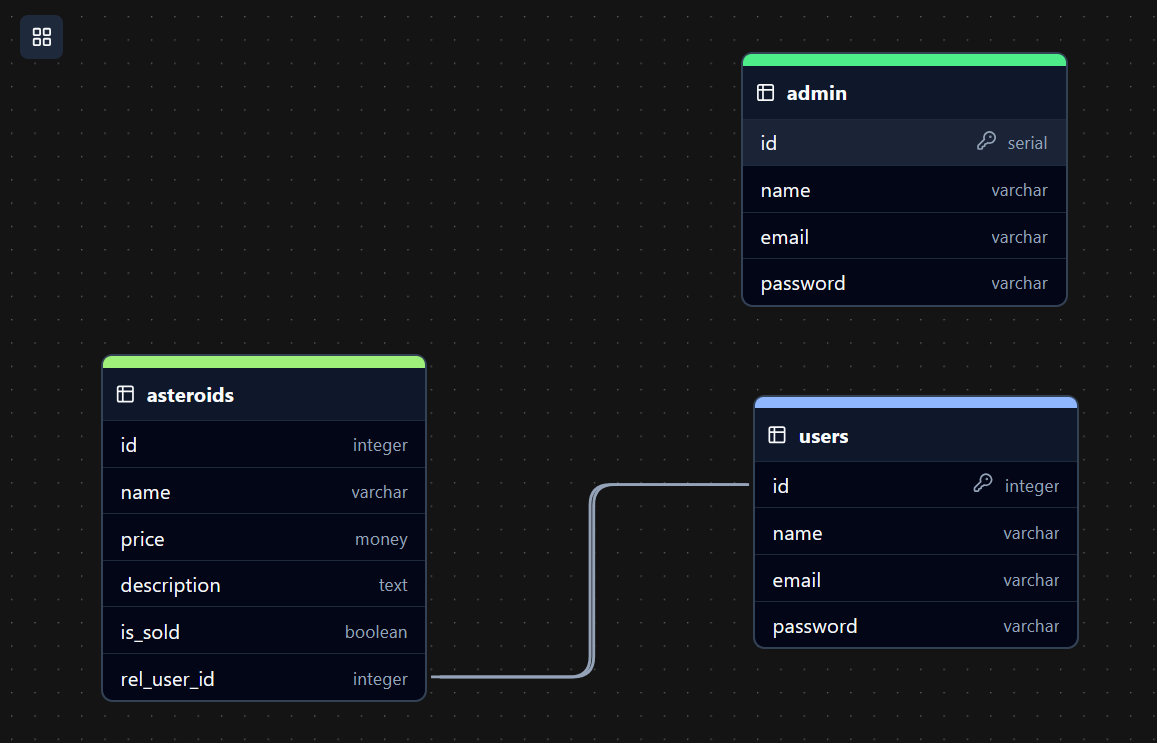 admin
id serial
name varchar
email varchar
password varchar
asteroids
id integer
name varchar
price money
description text
is_sold boolean
rel_user_id integer
users
id integer
name varchar
email varchar
password varchar